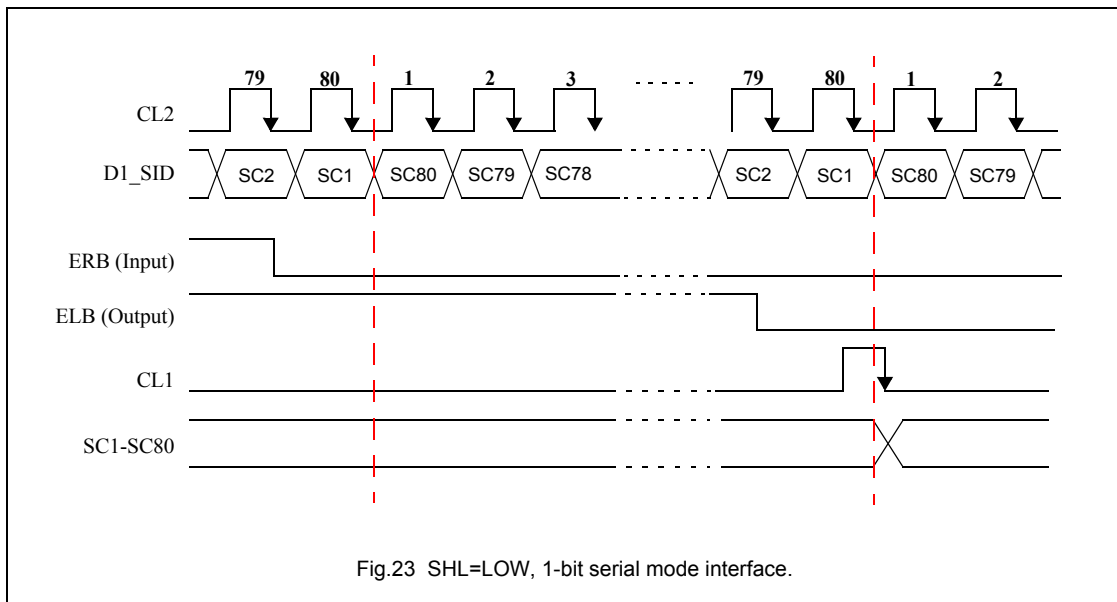 79 80 1 2 3 79 80 1 2
CL2
D1_SID SC2 SC1 SC80 SC79 SC78 SC2 SC1 SC80 SC79
ERB (Input)
ELB (Output)
CL1
SC1-SC80
Fig.23 SHL=LOW, 1-bit serial mode interface.